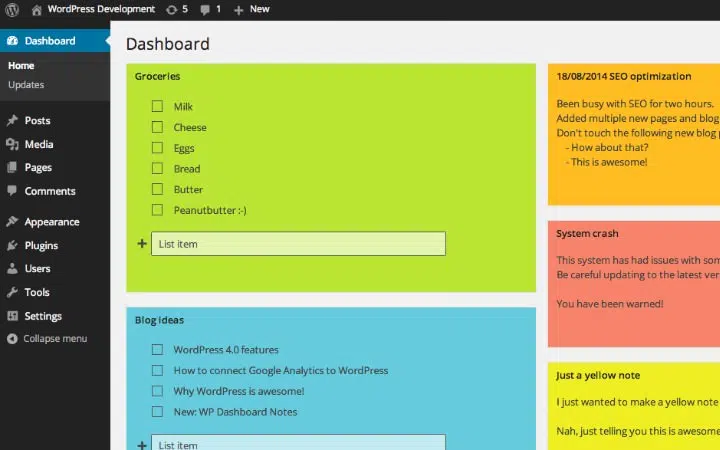 WordPress Development 5 1 + New
Dashboard
Home
Updates
Posts
Media
Pages
Comments
Appearance
Plugins
Users
Tools
Settings
Collapse menu
Dashboard
Groceries
Milk
Cheese
Eggs
Bread
Butter
Peanutbutter :-)
+ List item
Blog ideas
WordPress 4.0 features
How to connect Google Analytics to WordPress
Why WordPress is awesome!
New: WP Dashboard Notes
+ List item
18/08/2014 SEO optimization
Been busy with SEO for two hours.
Added multiple new pages and blog
Don't touch the following new blog
- How about that?
- This is awesome!
System crash
This system has had issues with
Be careful updating to the latest
You have been warned!
Just a yellow note
I just wanted to make a yellow note
Nah, just telling you this is awesome